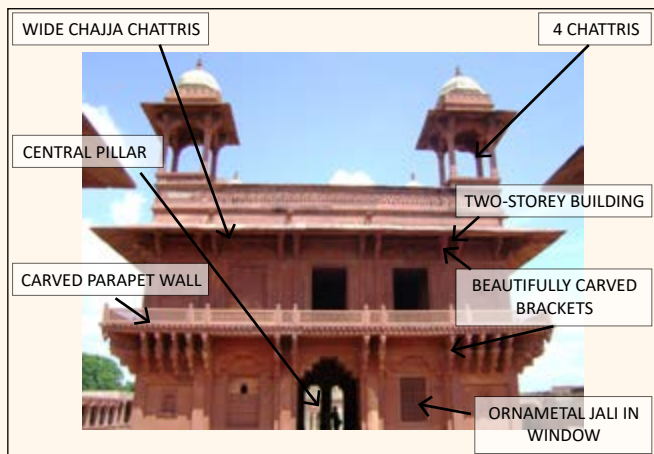 WIDE CHAJJA CHATTRIS
4 CHATTRIS
CENTRAL PILLAR
TWO-STOREY BUILDING
CARVED PARAPET WALL
BEAUTIFULLY CARVED
BRACKETS
ORNAMETAL JALI IN
WINDOW